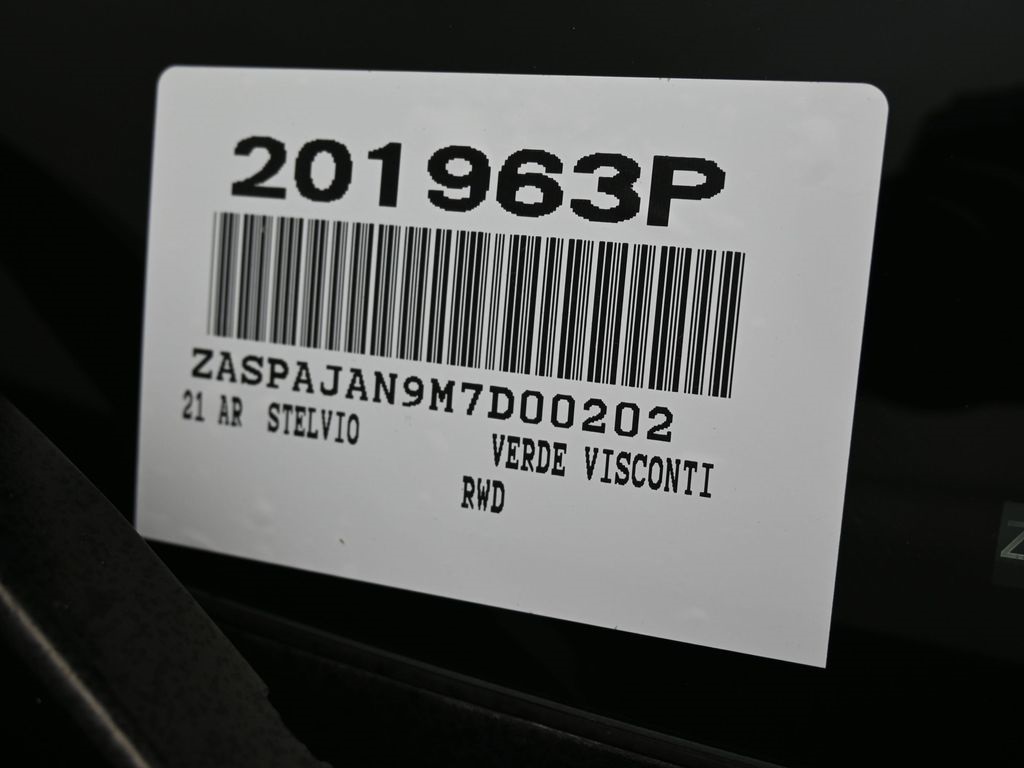 201963P
ZASPAJAN9M7D00202
21 AR STELVIO
VERDE VISCONTI
RWD
Z